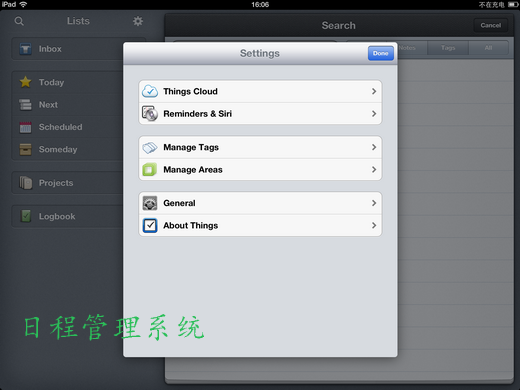 iPad
16:06
不在充电
Lists
Search
Cancel
Notes
Tags
All
Inbox
Today
Next
Scheduled
Someday
Projects
Logbook
Settings
Done
Things Cloud
Reminders & Siri
Manage Tags
Manage Areas
General
About Things
日程管理系统